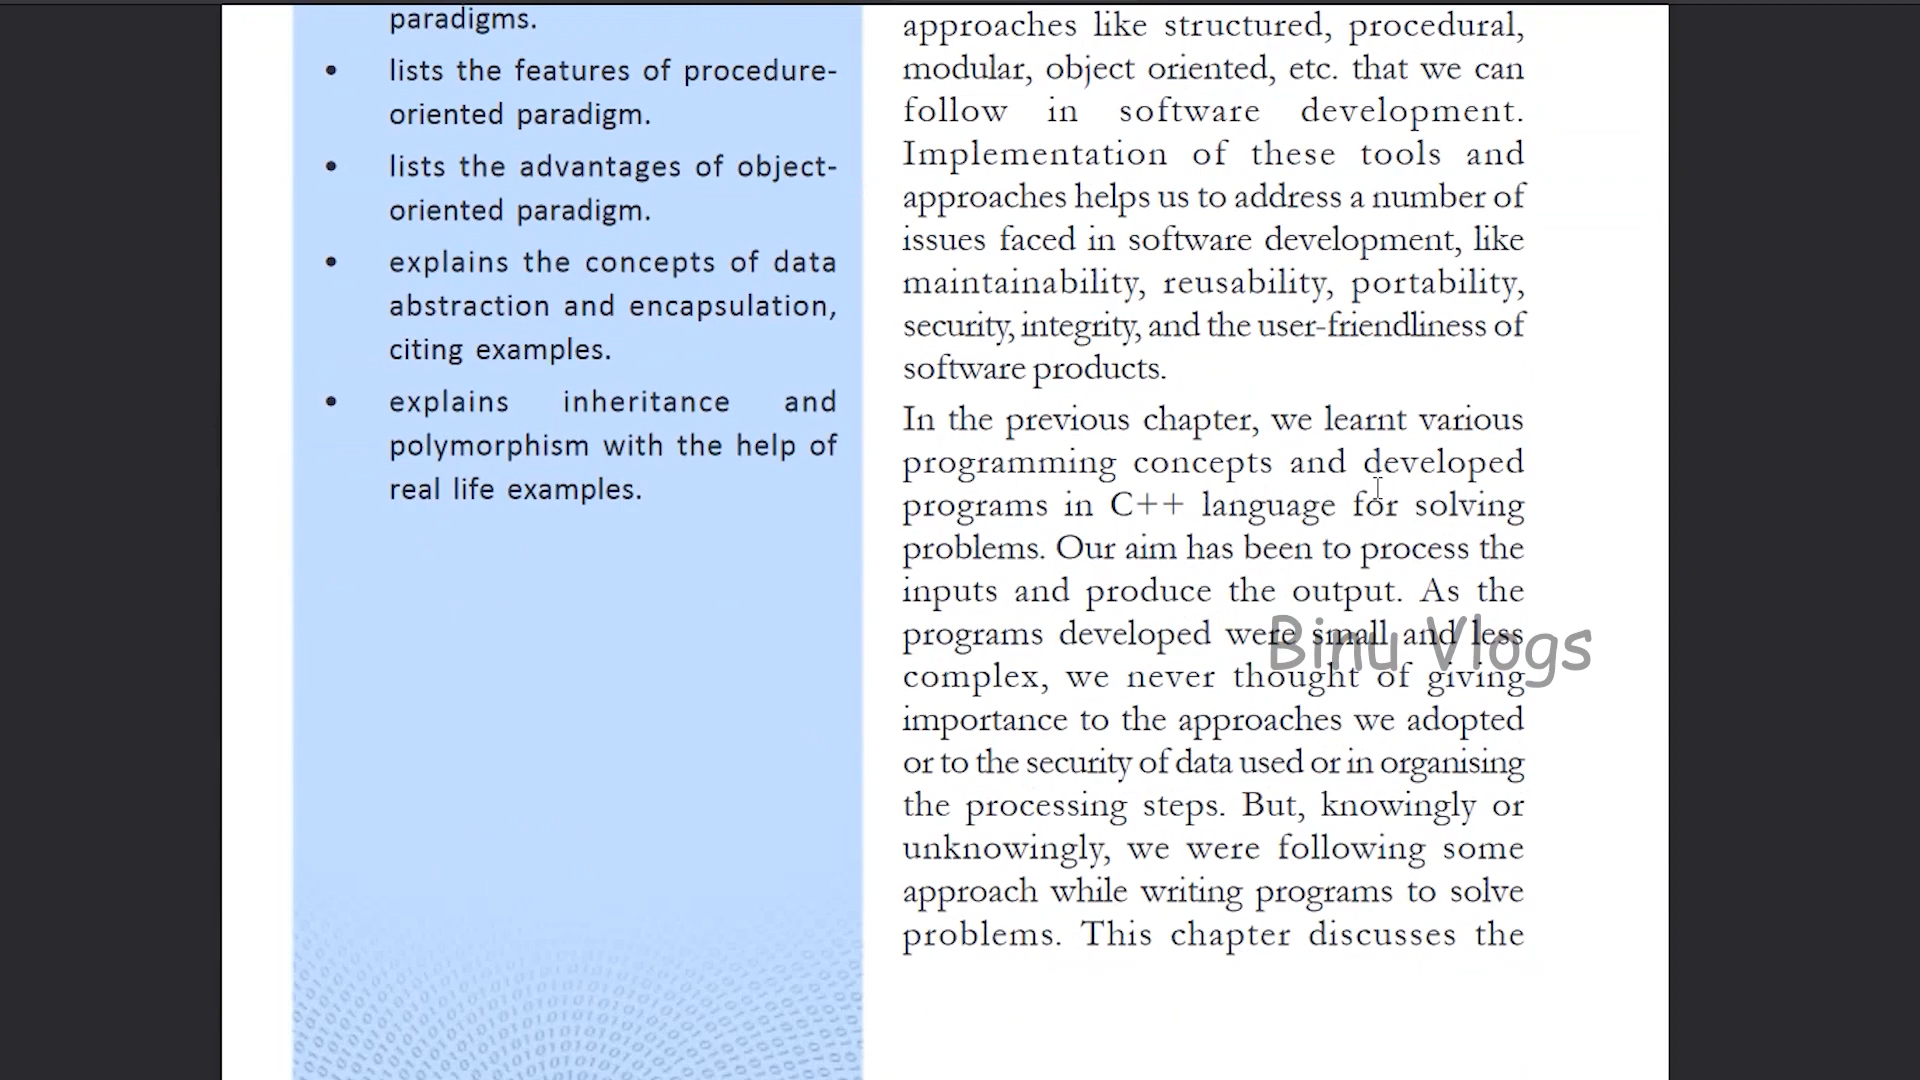 paradigms.
• lists the features of procedure-
oriented paradigm.
• lists the advantages of object-
oriented paradigm.
• explains the concepts of data
abstraction and encapsulation,
citing examples.
• explains inheritance and
polymorphism with the help of
real life examples.
approaches like structured, procedural,
modular, object oriented, etc. that we can
follow in software development.
Implementation of these tools and
approaches helps us to address a number of
issues faced in software development, like
maintainability, reusability, portability,
security, integrity, and the user-friendliness of
software products.
In the previous chapter, we learnt various
programming concepts and developed
programs in C++ language for solving
problems. Our aim has been to process the
inputs and produce the output. As the
programs developed were small and less
complex, we never thought of giving
importance to the approaches we adopted
or to the security of data used or in organising
the processing steps. But, knowingly or
unknowingly, we were following some
approach while writing programs to solve
problems. This chapter discusses the
Binu Vlogs